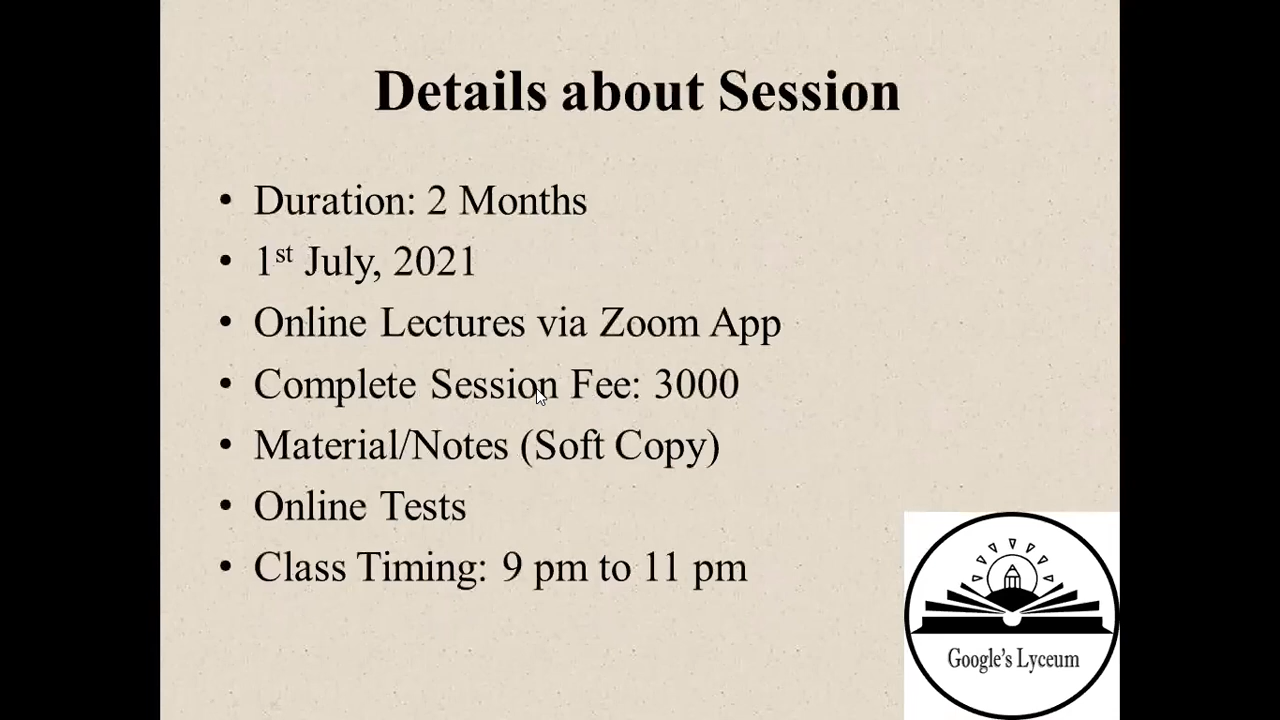 Details about Session
• Duration: 2 Months
• 1st July, 2021
• Online Lectures via Zoom App
• Complete Session Fee: 3000
• Material/Notes (Soft Copy)
• Online Tests
• Class Timing: 9 pm to 11 pm
Google's Lyceum